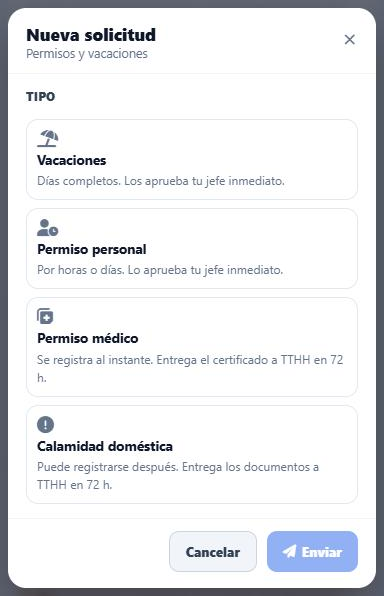 Nueva solicitud
Permisos y vacaciones
TIPO
Vacaciones
Días completos. Los aprueba tu jefe inmediato.
Permiso personal
Por horas o días. Lo aprueba tu jefe inmediato.
Permiso médico
Se registra al instante. Entrega el certificado a TTHH en 72
h.
Calamidad doméstica
Puede registrarse después. Entrega los documentos a
TTHH en 72 h.
Cancelar
Enviar